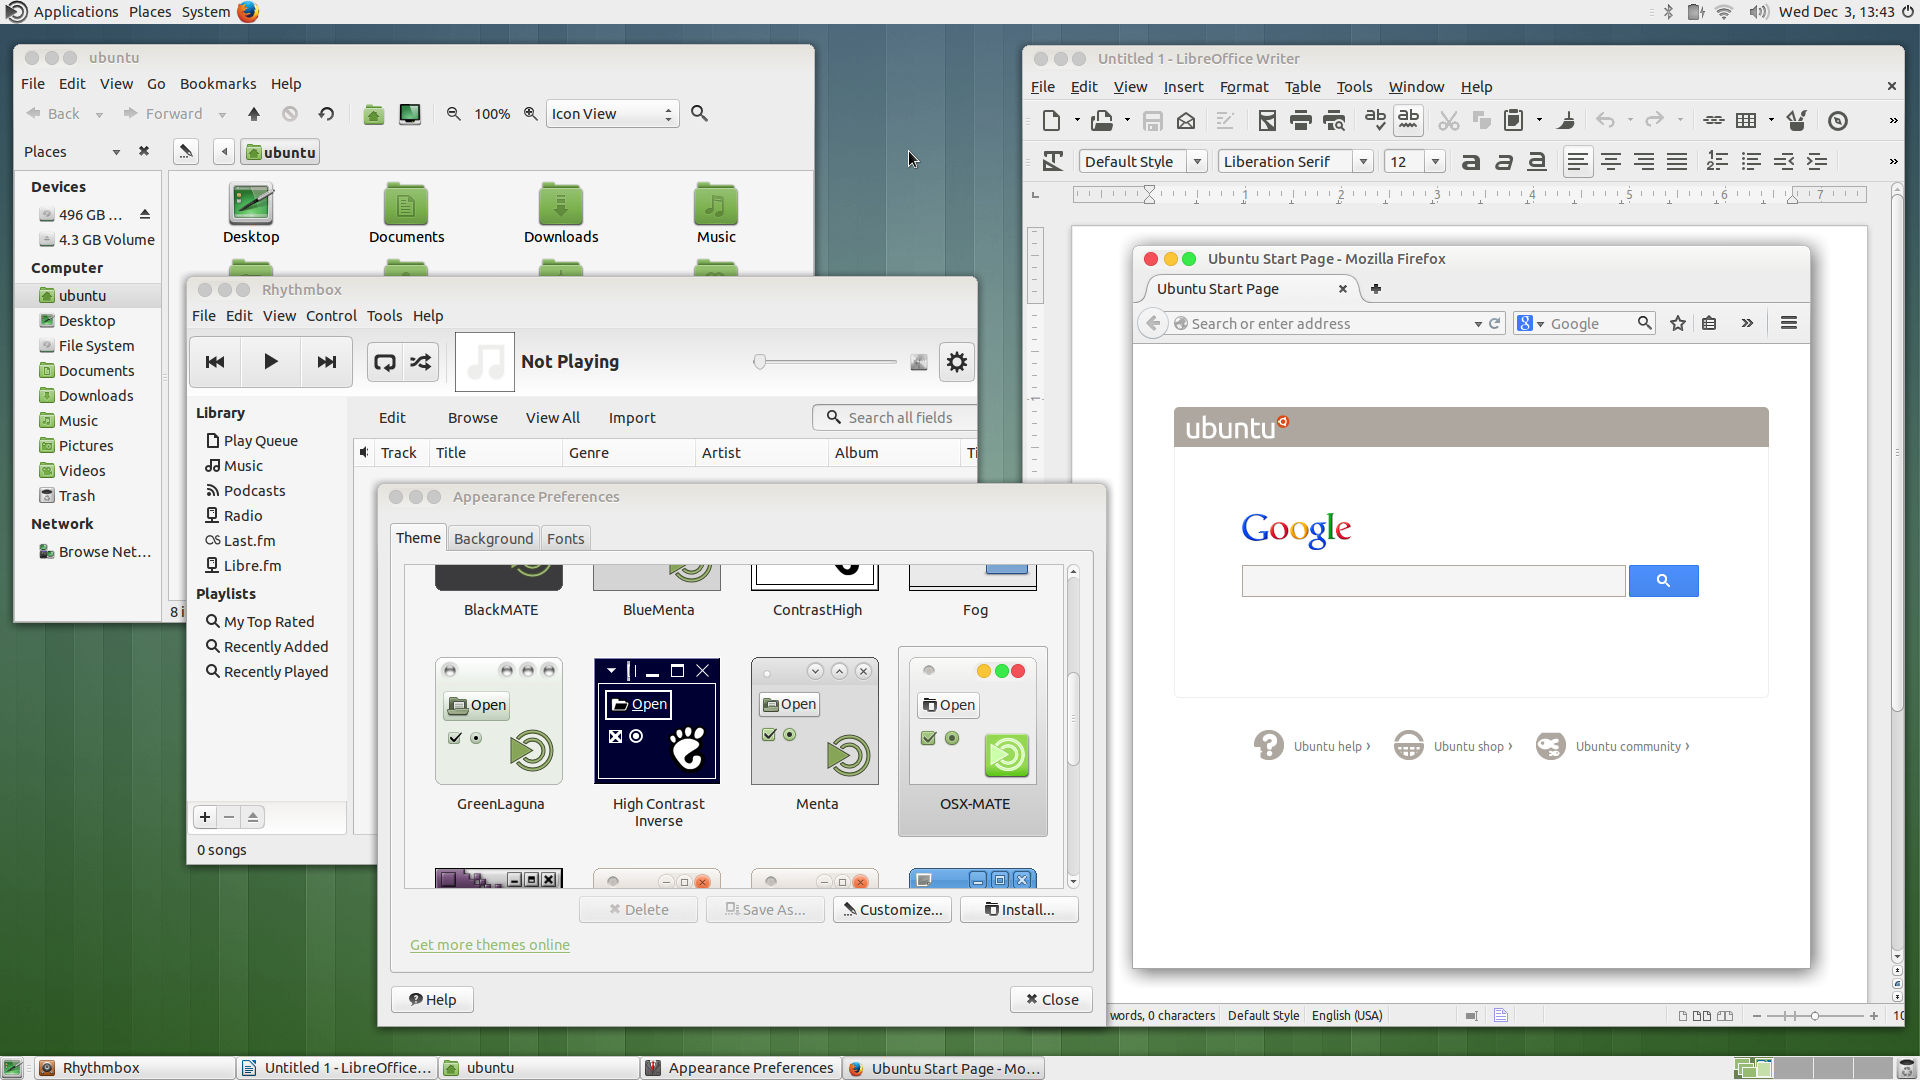 Applications Places System
Wed Dec 3, 13:43
ubuntu
File Edit View Go Bookmarks Help
Back Forward 100% Icon View
Places ubuntu
Devices
496 GB ...
4.3 GB Volume
Computer
ubuntu
Desktop
File System
Documents
Downloads
Music
Pictures
Videos
Trash
Network
Browse Net...
Desktop Documents Downloads Music
8 i
Rhythmbox
File Edit View Control Tools Help
Not Playing
Library
Play Queue
Music
Podcasts
Radio
Last.fm
Libre.fm
Playlists
My Top Rated
Recently Added
Recently Played
Edit Browse View All Import Search all fields
Track Title Genre Artist Album Ti
0 songs
Appearance Preferences
Theme Background Fonts
BlackMATE BlueMenta ContrastHigh Fog
Open Open Open Open
GreenLaguna High Contrast Inverse Menta OSX-MATE
Delete Save As... Customize... Install...
Get more themes online
Help Close
Untitled 1 - LibreOffice Writer
File Edit View Insert Format Table Tools Window Help
Default Style Liberation Serif 12
1 2 3 4 5 6 7
words, 0 characters Default Style English (USA) 10
Ubuntu Start Page - Mozilla Firefox
Ubuntu Start Page
Search or enter address Google
ubuntu
Google
Ubuntu help › Ubuntu shop › Ubuntu community ›
Rhythmbox Untitled 1 - LibreOffice... ubuntu Appearance Preferences Ubuntu Start Page - Mo...